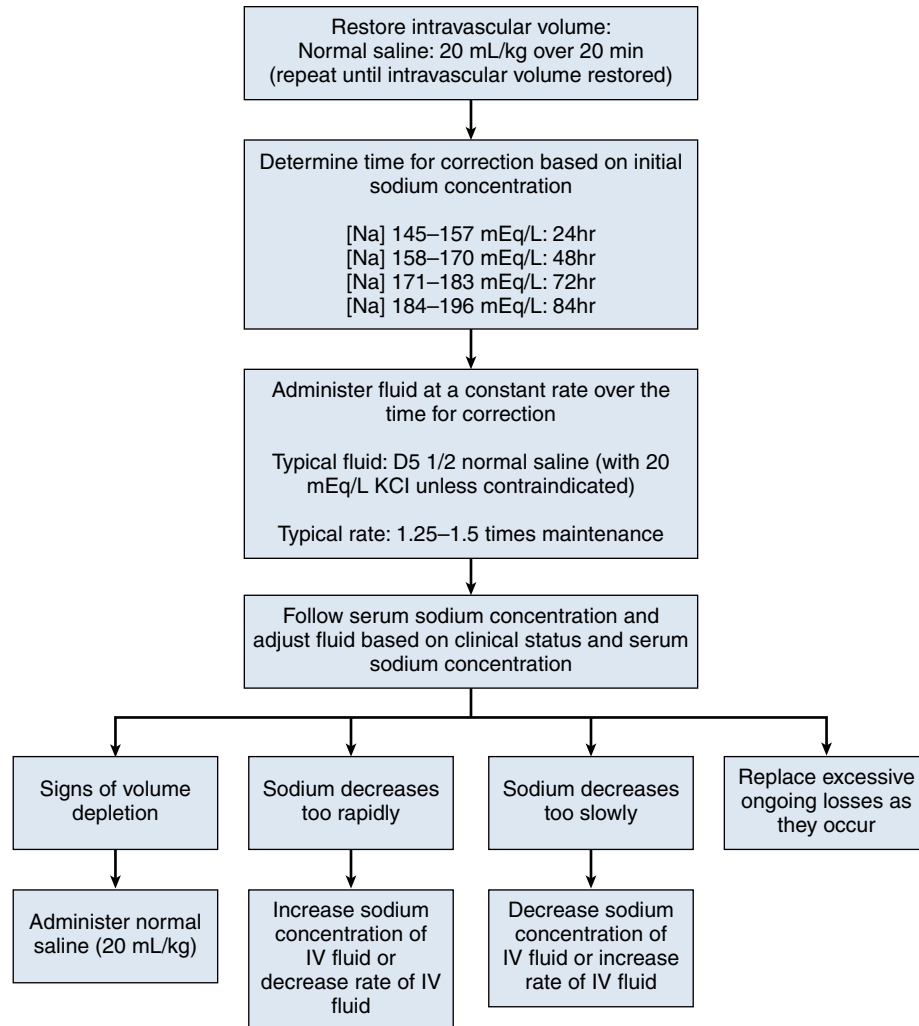 Restore intravascular volume:
Normal saline: 20 mL/kg over 20 min
(repeat until intravascular volume restored)
Determine time for correction based on initial
sodium concentration
[Na] 145–157 mEq/L: 24hr
[Na] 158–170 mEq/L: 48hr
[Na] 171–183 mEq/L: 72hr
[Na] 184–196 mEq/L: 84hr
Administer fluid at a constant rate over the
time for correction
Typical fluid: D5 1/2 normal saline (with 20
mEq/L KCl unless contraindicated)
Typical rate: 1.25–1.5 times maintenance
Follow serum sodium concentration and
adjust fluid based on clinical status and serum
sodium concentration
Signs of volume
depletion
Administer normal
saline (20 mL/kg)
Sodium decreases
too rapidly
Increase sodium
concentration of
IV fluid or
decrease rate of IV
fluid
Sodium decreases
too slowly
Decrease sodium
concentration of
IV fluid or increase
rate of IV fluid
Replace excessive
ongoing losses as
they occur